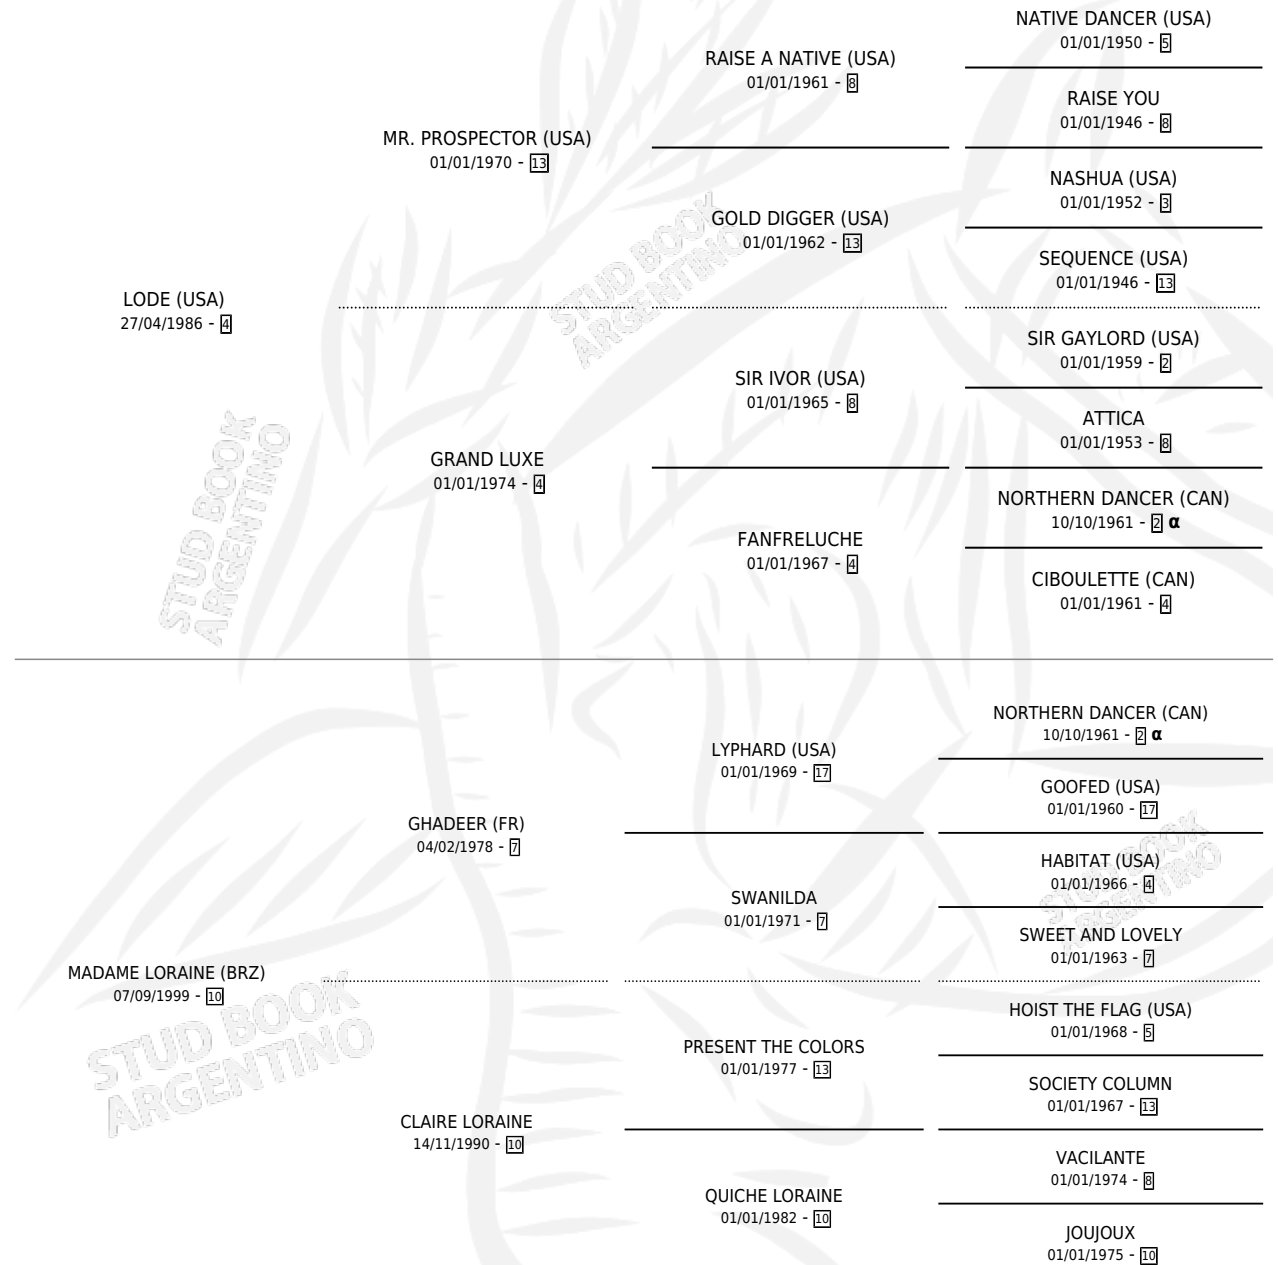 NATIVE DANCER (USA)
01/01/1950 - 5
RAISE A NATIVE (USA)
01/01/1961 - 8
RAISE YOU
01/01/1946 - 8
MR. PROSPECTOR (USA)
01/01/1970 - 13
NASHUA (USA)
01/01/1952 - 3
GOLD DIGGER (USA)
01/01/1962 - 13
SEQUENCE (USA)
01/01/1946 - 13
LODE (USA)
27/04/1986 - 4
STUD BOOK
ARGENTINO
SIR GAYLORD (USA)
01/01/1959 - 2
SIR IVOR (USA)
01/01/1965 - 8
ATTICA
01/01/1953 - 8
GRAND LUXE
01/01/1974 - 4
NORTHERN DANCER (CAN)
10/10/1961 - 2 α
FANFRELUCHE
01/01/1967 - 4
CIBOULETTE (CAN)
01/01/1961 - 4
STUD BOOK
ARGENTINO
NORTHERN DANCER (CAN)
10/10/1961 - 2 α
LYPHARD (USA)
01/01/1969 - 17
GOOFED (USA)
01/01/1960 - 17
GHADEER (FR)
04/02/1978 - 7
HABITAT (USA)
01/01/1966 - 4
STUD BOOK
ARGENTINO
SWANILDA
01/01/1971 - 7
SWEET AND LOVELY
01/01/1963 - 7
MADAME LORAINE (BRZ)
07/09/1999 - 10
STUD BOOK
ARGENTINO
HOIST THE FLAG (USA)
01/01/1968 - 5
PRESENT THE COLORS
01/01/1977 - 13
SOCIETY COLUMN
01/01/1967 - 13
CLAIRE LORAINE
14/11/1990 - 10
VACILANTE
01/01/1974 - 8
QUICHE LORAINE
01/01/1982 - 10
JOUJOUX
01/01/1975 - 10